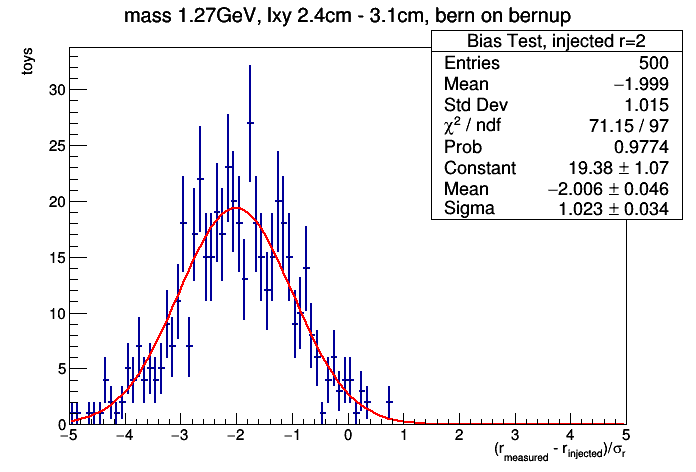 mass 1.27GeV, lxy 2.4cm - 3.1cm, bern on bernup
Bias Test, injected r=2
Entries 500
Mean −1.999
Std Dev 1.015
χ² / ndf 71.15 / 97
Prob 0.9774
Constant 19.38 ± 1.07
Mean −2.006 ± 0.046
Sigma 1.023 ± 0.034
toys
30
25
20
15
10
5
0
−5 −4 −3 −2 −1 0 1 2 3 4 5
(r_measured - r_injected)/σ_r